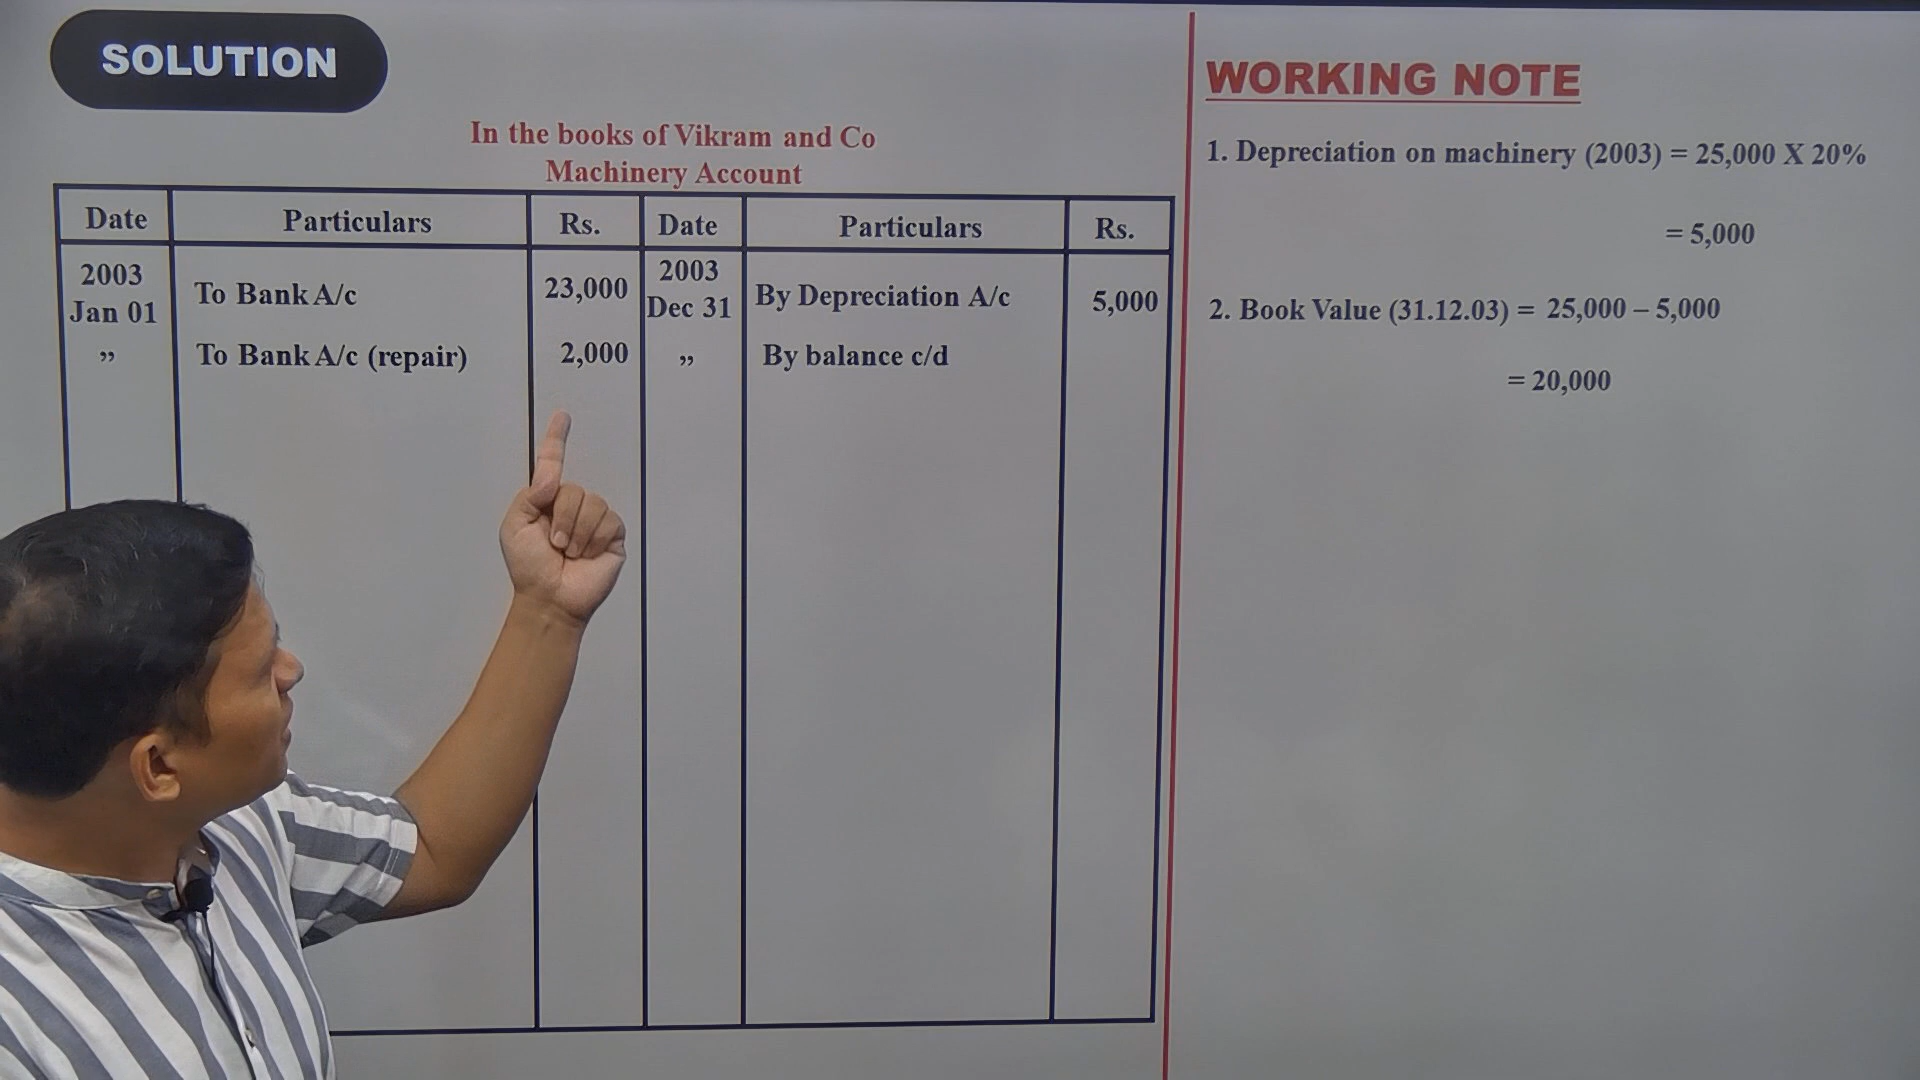 SOLUTION
In the books of Vikram and Co
Machinery Account
Date Particulars Rs. Date Particulars Rs.
2003 Jan 01 To Bank A/c 23,000 2003 Dec 31 By Depreciation A/c 5,000
” To Bank A/c (repair) 2,000 ” By balance c/d
WORKING NOTE
1. Depreciation on machinery (2003) = 25,000 X 20%
= 5,000
2. Book Value (31.12.03) = 25,000 – 5,000
= 20,000